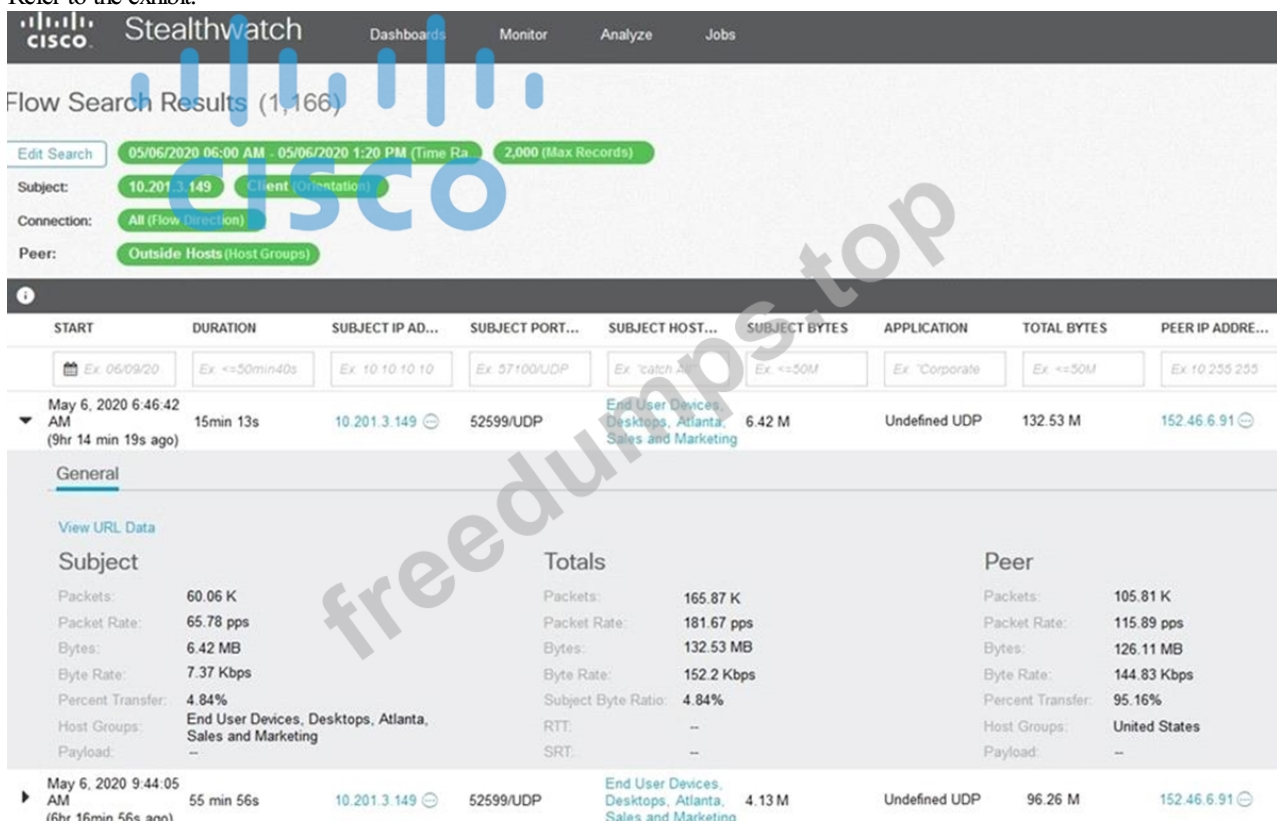 Refer to the exhibit.
CISCO Stealthwatch Dashboards Monitor Analyze Jobs
Flow Search Results (1,166)
Edit Search 05/06/2020 06:00 AM - 05/06/2020 1:20 PM (Time Ra 2,000 (Max Records)
Subject: 10.201.3.149 Client (Orientation)
Connection: All (Flow Direction)
Peer: Outside Hosts (Host Groups)
cisco
START DURATION SUBJECT IP AD... SUBJECT PORT... SUBJECT HOST... SUBJECT BYTES APPLICATION TOTAL BYTES PEER IP ADDRE...
Ex. 06/09/20 Ex. <=50min40s Ex. 10.10.10.10 Ex. 57100/UDP Ex. "catch All" Ex. <=50M Ex. "Corporate Ex. <=50M Ex. 10.255.255
May 6, 2020 6:46:42
AM
(9hr 14 min 19s ago)
15min 13s 10.201.3.149 52599/UDP
End User Devices,
Desktops, Atlanta,
Sales and Marketing
6.42 M Undefined UDP 132.53 M 152.46.6.91
General
View URL Data
Subject
Packets: 60.06 K
Packet Rate: 65.78 pps
Bytes: 6.42 MB
Byte Rate: 7.37 Kbps
Percent Transfer: 4.84%
Host Groups: End User Devices, Desktops, Atlanta,
Sales and Marketing
Payload: --
Totals
Packets: 165.87 K
Packet Rate: 181.67 pps
Bytes: 132.53 MB
Byte Rate: 152.2 Kbps
Subject Byte Ratio: 4.84%
RTT: --
SRT: --
Peer
Packets: 105.81 K
Packet Rate: 115.89 pps
Bytes: 126.11 MB
Byte Rate: 144.83 Kbps
Percent Transfer: 95.16%
Host Groups: United States
Payload: --
May 6, 2020 9:44:05
AM
(6hr 16min 56s ago)
55 min 56s 10.201.3.149 52599/UDP
End User Devices,
Desktops, Atlanta,
Sales and Marketing
4.13 M Undefined UDP 96.26 M 152.46.6.91
freedumps.top